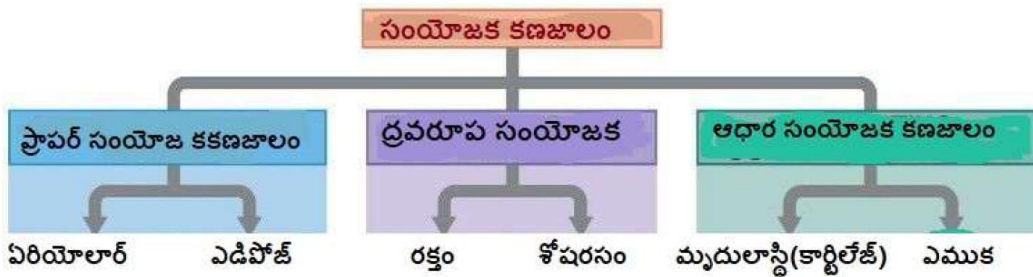 సంయోజక కణజాలం
ప్రాపర్ సంయోజ కకణజాలం
ద్రవరూప సంయోజక
ఆధార సంయోజక కణజాలం
ఏరియోలార్
ఎడిపోజ్
రక్తం
శోషరసం
మృదులాస్థి(కార్టిలేజ్)
ఎముక